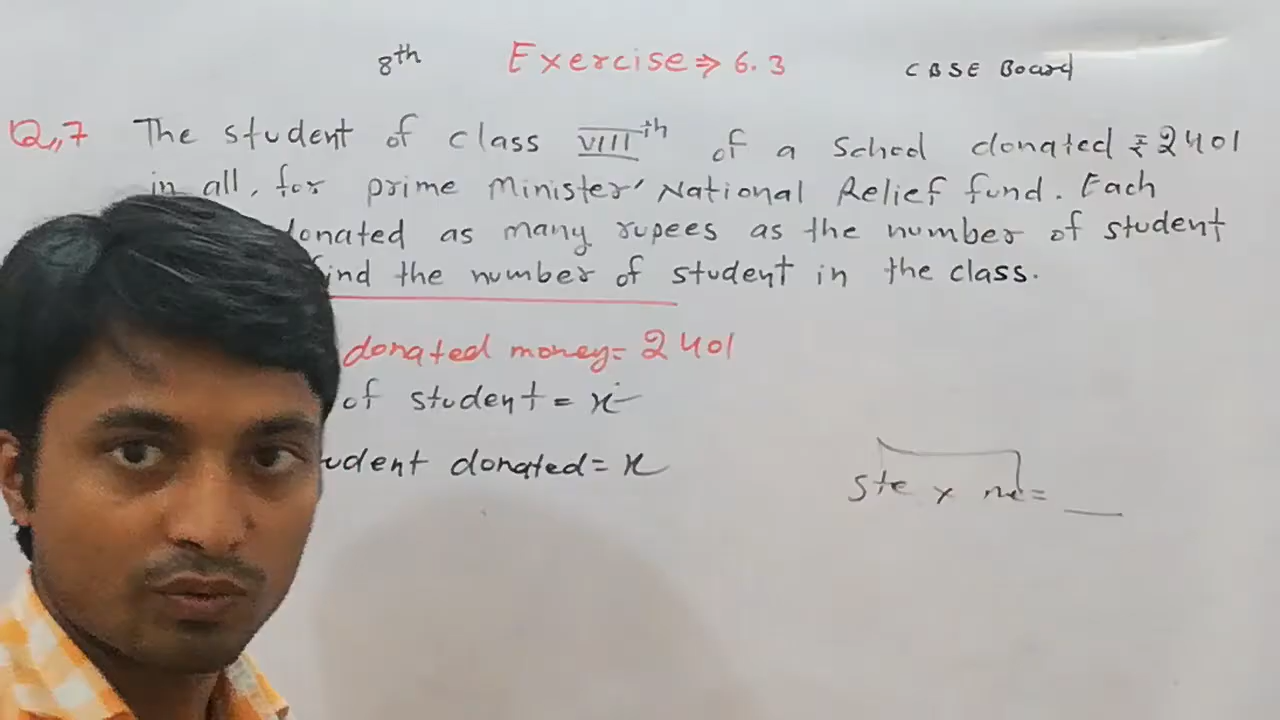 8th Exercise ⇒ 6.3 CBSE Board
Q,7 The student of class VIIIth of a School donated ₹2401
in all, for prime Minister' National Relief fund. Each
donated as many rupees as the number of student
find the number of student in the class.
donated money = 2401
of student = x
student donated = x
Ste × = __